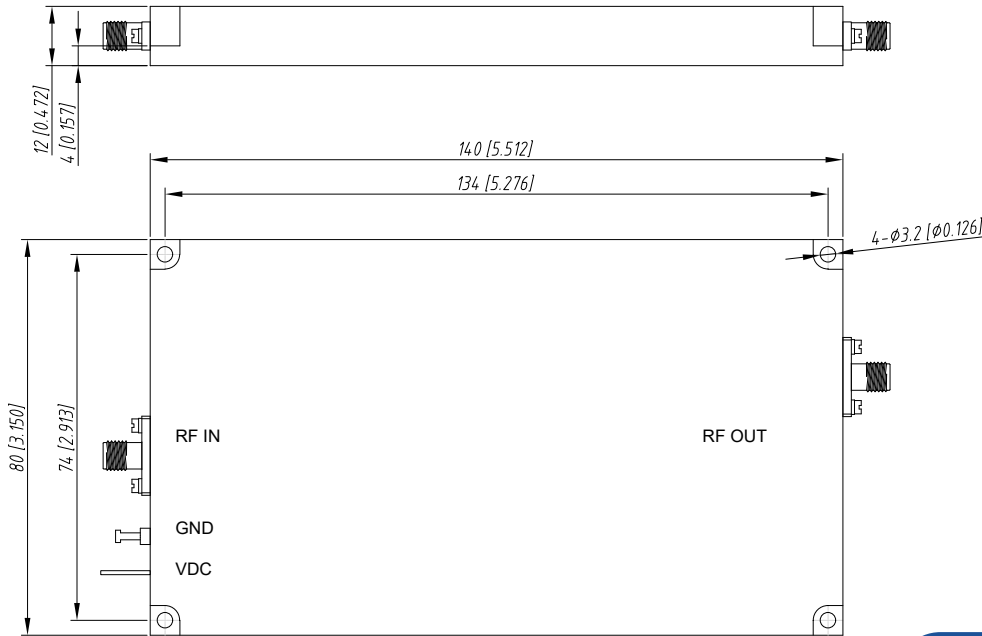 12 [0.472]
4 [0.157]
140 [5.512]
134 [5.276]
4-ϕ3.2 [ϕ0.126]
80 [3.150]
74 [2.913]
RF IN
RF OUT
GND
VDC